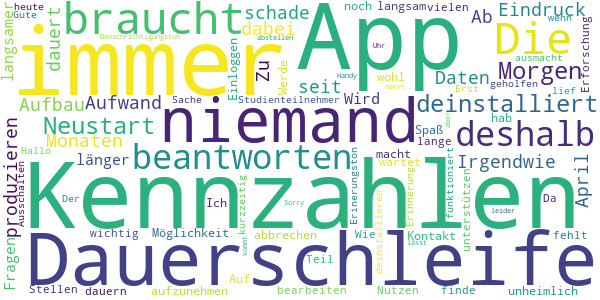 heute
Gute
langsamer
dauert
braucht
schade
dabei
noch
langsam
vielen
Ab
Eindruck
wenn
Benachrichtigungston
abstellen
immer
App
Die
Uhr
ausmacht
Erforschung
Einloggen
Zu
Werde
seit
Handy
wohl
nervt
Daten
Erst
Morgen
geholfen
lief
Aufbau
Aufwand
Sache
Studienteilnehmer
Wird
deinstalliert
Neustart
niemand
Spaß
hab
lange
aber
deshalb
produzieren
Ausschalten
Fragen
Monaten
Hallo
länger
beantworten
macht
wartet
Irgendwie
funktioniert
April
Kennzahlen
Erinnerungston
Erinnerung
deinstallieren
unterstützen
Der
Ich
kurzzeitig
Sorry
leider
Da
wichtig
Möglichkeit
abbrechen
Wie
kommt
lässt
fehlt
Dauerschleife
Auf
Teil
Stellen
dauern
aufzunehmen
bearbeiten
Nutzen
finde
unheimlich